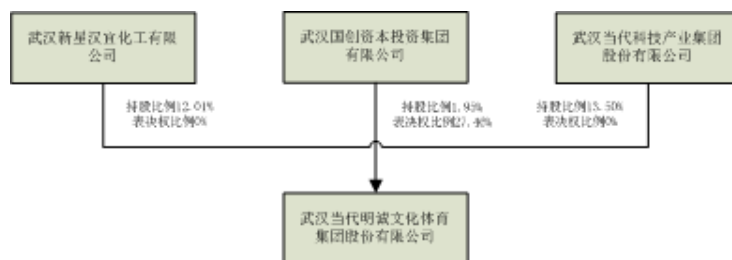 武汉新星汉宜化工有限
公司
武汉国创资本投资集团
有限公司
武汉当代科技产业集团
股份有限公司
持股比例12.01%
表决权比例0%
持股比例1.95%
表决权比例27.46%
持股比例13.50%
表决权比例0%
武汉当代明诚文化体育
集团股份有限公司